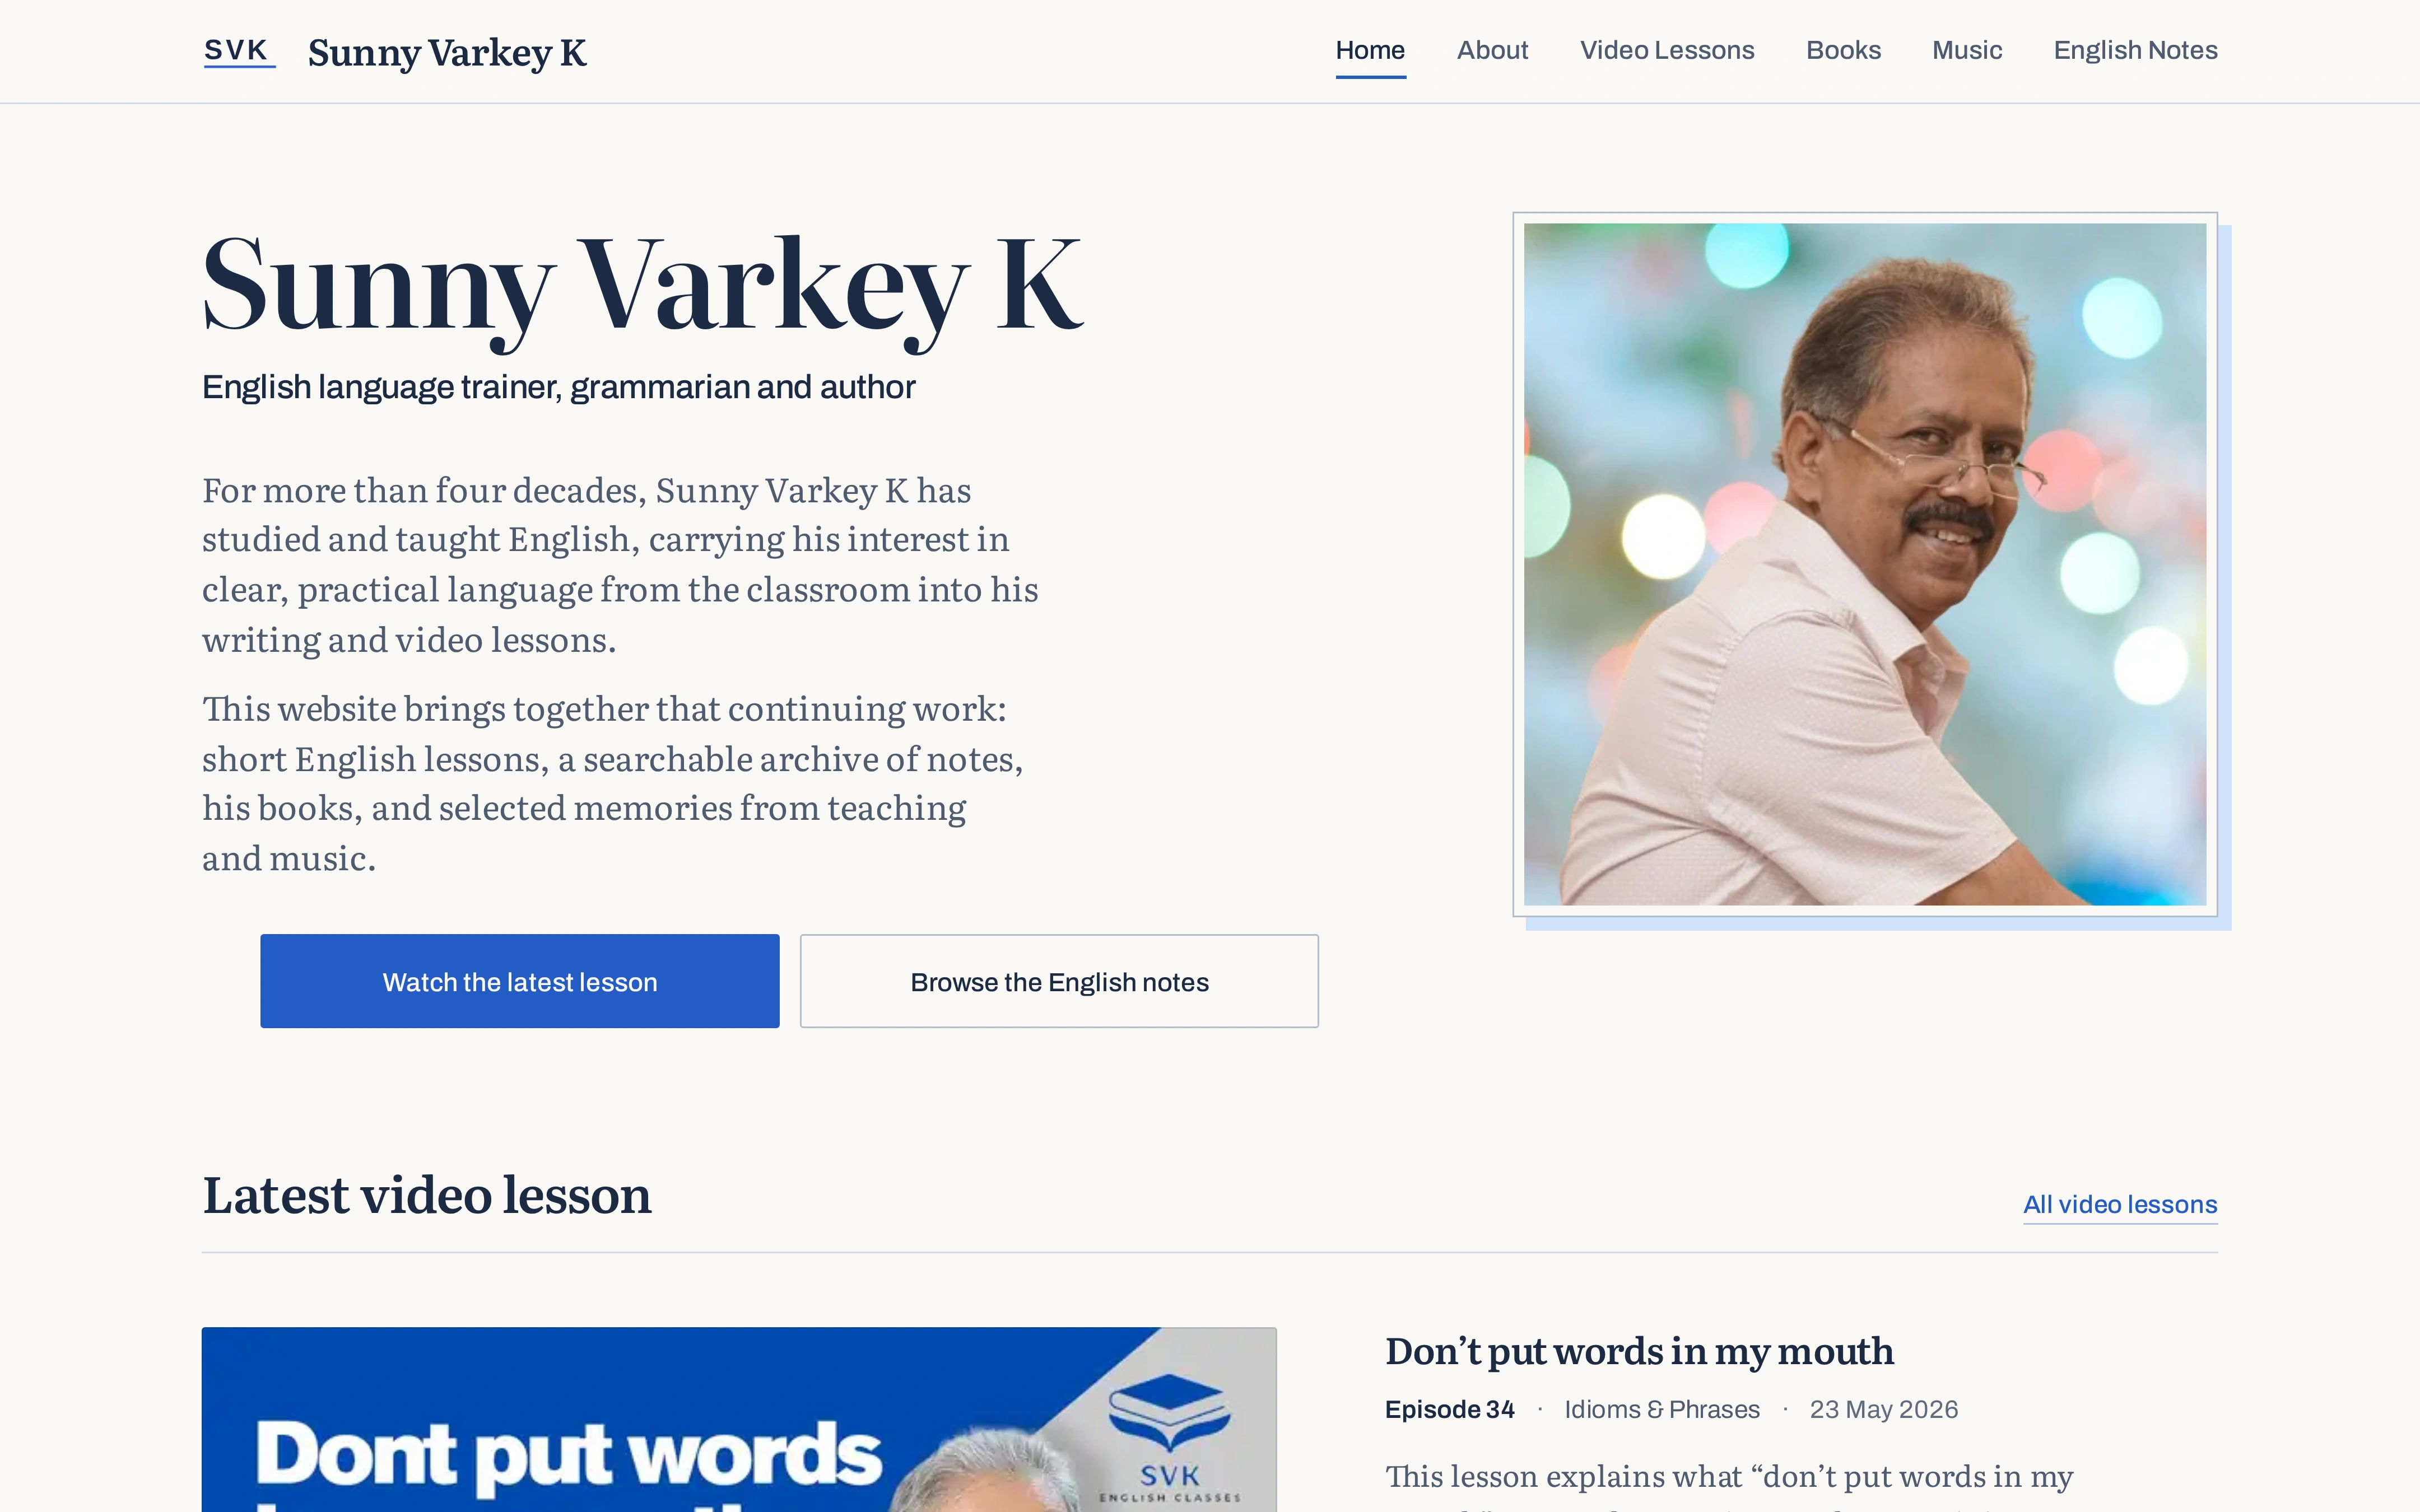 SVK Sunny Varkey K
Home About Video Lessons Books Music English Notes
Sunny Varkey K
English language trainer, grammarian and author
For more than four decades, Sunny Varkey K has
studied and taught English, carrying his interest in
clear, practical language from the classroom into his
writing and video lessons.
This website brings together that continuing work:
short English lessons, a searchable archive of notes,
his books, and selected memories from teaching
and music.
Watch the latest lesson
Browse the English notes
Latest video lesson
All video lessons
Dont put words
SVK
ENGLISH CLASSES
Don’t put words in my mouth
Episode 34 · Idioms & Phrases · 23 May 2026
This lesson explains what “don’t put words in my